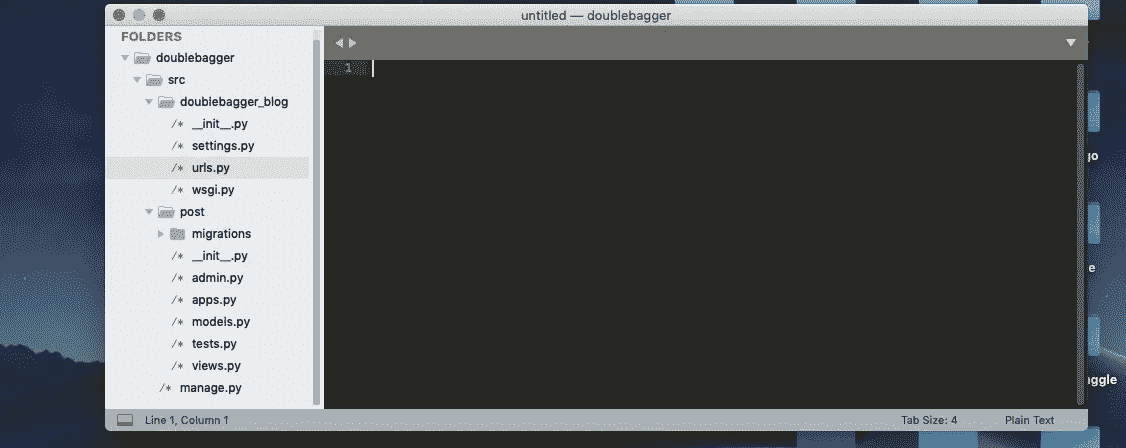 untitled — doublebagger
FOLDERS
doublebagger
src
doublebagger_blog
/* __init__.py
/* settings.py
/* urls.py
/* wsgi.py
post
migrations
/* __init__.py
/* admin.py
/* apps.py
/* models.py
/* tests.py
/* views.py
/* manage.py
1
go
e
ggle
Line 1, Column 1
Tab Size: 4
Plain Text